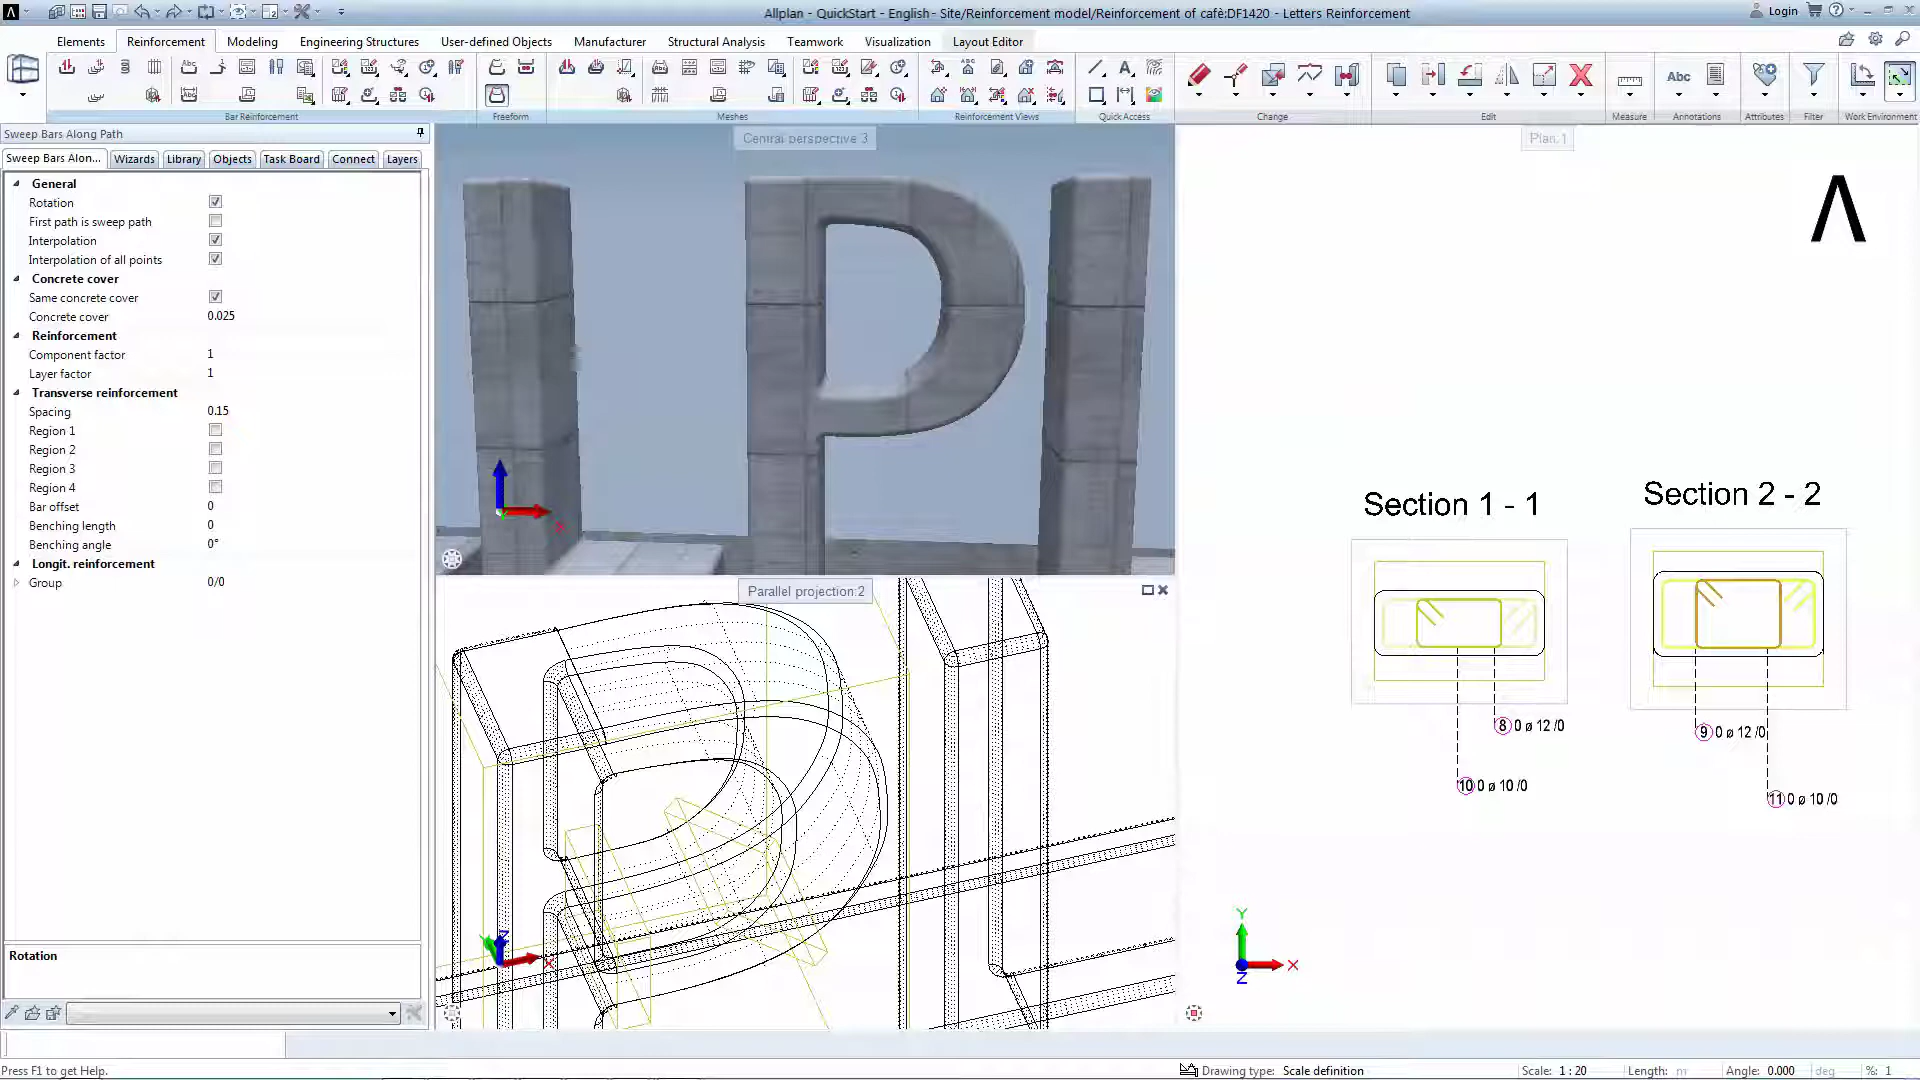 Allplan - QuickStart - English - Site/Reinforcement model/Reinforcement of cafè:DF1420 - Letters Reinforcement
Login
Elements Reinforcement Modeling Engineering Structures User-defined Objects Manufacturer Structural Analysis Teamwork Visualization Layout Editor
Bar Reinforcement Freeform Meshes Reinforcement Views Quick Access Change Edit Measure Annotations Attributes Filter Work Environment
Abc
Sweep Bars Along Path
Sweep Bars Alon... Wizards Library Objects Task Board Connect Layers
General
Rotation
First path is sweep path
Interpolation
Interpolation of all points
Concrete cover
Same concrete cover
Concrete cover 0.025
Reinforcement
Component factor 1
Layer factor 1
Transverse reinforcement
Spacing 0.15
Region 1
Region 2
Region 3
Region 4
Bar offset 0
Benching length 0
Benching angle 0°
Longit. reinforcement
Group 0/0
Rotation
Central perspective 3
Parallel projection:2
Plan:1
Section 1 - 1
Section 2 - 2
8 0 ø 12 /0
10 0 ø 10 /0
9 0 ø 12 /0
11 0 ø 10 /0
Y
X
Z
Press F1 to get Help.
Drawing type: Scale definition Scale: 1 : 20 Length: m Angle: 0.000 deg %: 1